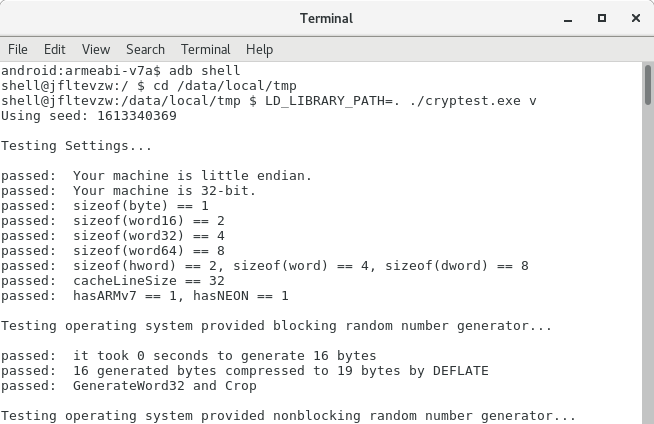 Terminal
File Edit View Search Terminal Help
android:armeabi-v7a$ adb shell
shell@jfltevzw:/ $ cd /data/local/tmp
shell@jfltevzw:/data/local/tmp $ LD_LIBRARY_PATH=. ./cryptest.exe v
Using seed: 1613340369
Testing Settings...
passed:  Your machine is little endian.
passed:  Your machine is 32-bit.
passed:  sizeof(byte) == 1
passed:  sizeof(word16) == 2
passed:  sizeof(word32) == 4
passed:  sizeof(word64) == 8
passed:  sizeof(hword) == 2, sizeof(word) == 4, sizeof(dword) == 8
passed:  cacheLineSize == 32
passed:  hasARMv7 == 1, hasNEON == 1
Testing operating system provided blocking random number generator...
passed:  it took 0 seconds to generate 16 bytes
passed:  16 generated bytes compressed to 19 bytes by DEFLATE
passed:  GenerateWord32 and Crop
Testing operating system provided nonblocking random number generator...